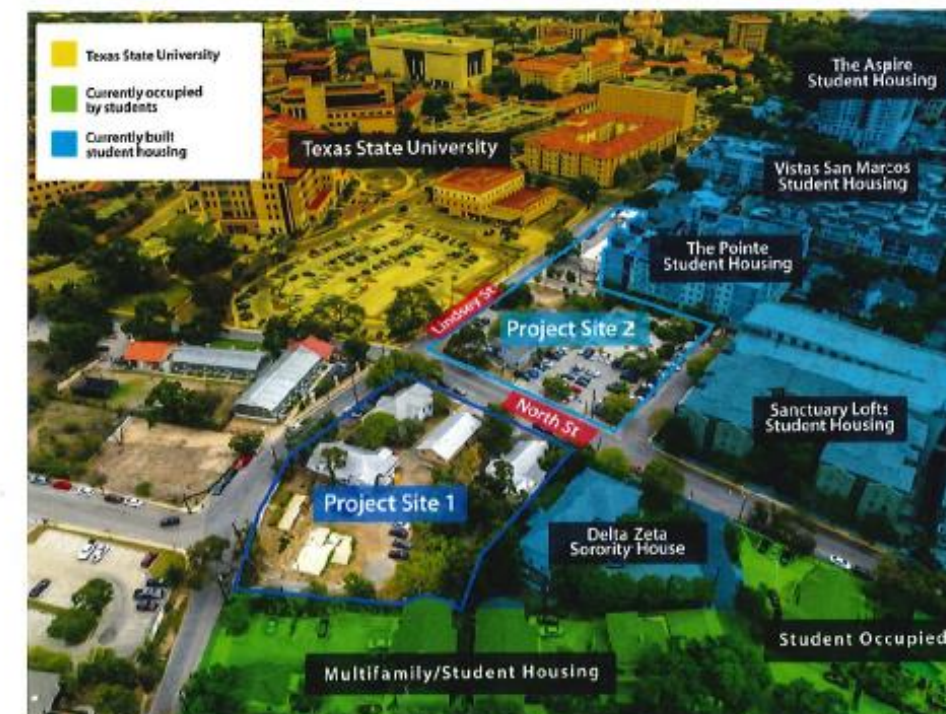 Texas State University
Currently occupied
by students
Currently built
student housing
The Aspire
Student Housing
Texas State University
Vistas San Marcos
Student Housing
The Pointe
Student Housing
Lindsey St
Project Site 2
North St
Sanctuary Lofts
Student Housing
Project Site 1
Delta Zeta
Sorority House
Student Occupied
Multifamily/Student Housing